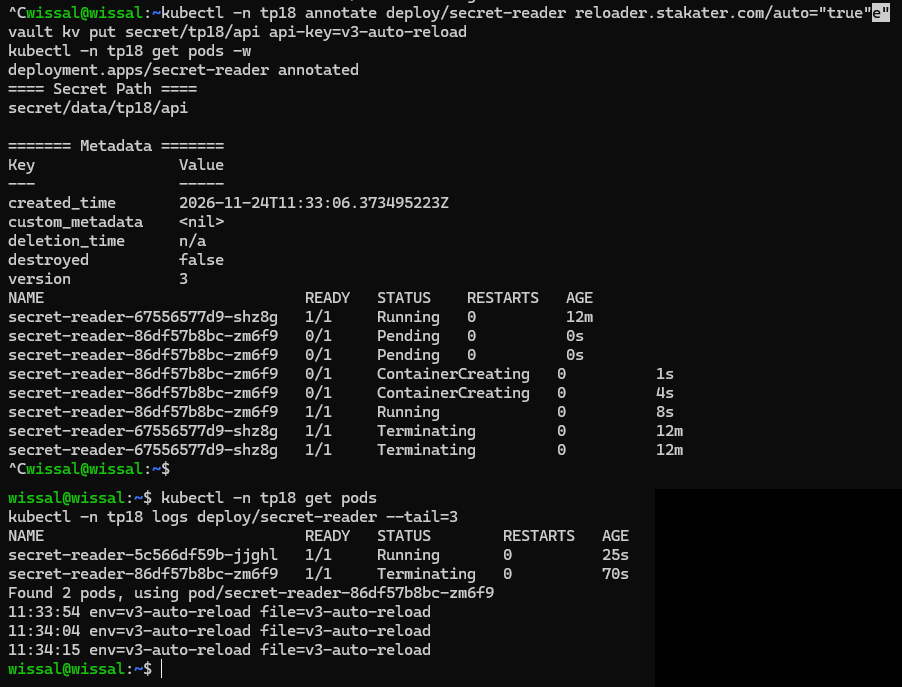 ^Cwissal@wissal:~kubectl -n tp18 annotate deploy/secret-reader reloader.stakater.com/auto="true"e"
vault kv put secret/tp18/api api-key=v3-auto-reload
kubectl -n tp18 get pods -w
deployment.apps/secret-reader annotated
==== Secret Path ====
secret/data/tp18/api

======= Metadata =======
Key                Value
---                -----
created_time       2026-11-24T11:33:06.373495223Z
custom_metadata    <nil>
deletion_time      n/a
destroyed          false
version            3
NAME                             READY   STATUS    RESTARTS   AGE
secret-reader-67556577d9-shz8g   1/1     Running   0          12m
secret-reader-86df57b8bc-zm6f9   0/1     Pending   0          0s
secret-reader-86df57b8bc-zm6f9   0/1     Pending   0          0s
secret-reader-86df57b8bc-zm6f9   0/1     ContainerCreating   0          1s
secret-reader-86df57b8bc-zm6f9   0/1     ContainerCreating   0          4s
secret-reader-86df57b8bc-zm6f9   1/1     Running             0          8s
secret-reader-67556577d9-shz8g   1/1     Terminating         0          12m
secret-reader-67556577d9-shz8g   1/1     Terminating         0          12m
^Cwissal@wissal:~$
wissal@wissal:~$ kubectl -n tp18 get pods
kubectl -n tp18 logs deploy/secret-reader --tail=3
NAME                             READY   STATUS        RESTARTS   AGE
secret-reader-5c566df59b-jjghl   1/1     Running       0          25s
secret-reader-86df57b8bc-zm6f9   1/1     Terminating   0          70s
Found 2 pods, using pod/secret-reader-86df57b8bc-zm6f9
11:33:54 env=v3-auto-reload file=v3-auto-reload
11:34:04 env=v3-auto-reload file=v3-auto-reload
11:34:15 env=v3-auto-reload file=v3-auto-reload
wissal@wissal:~$